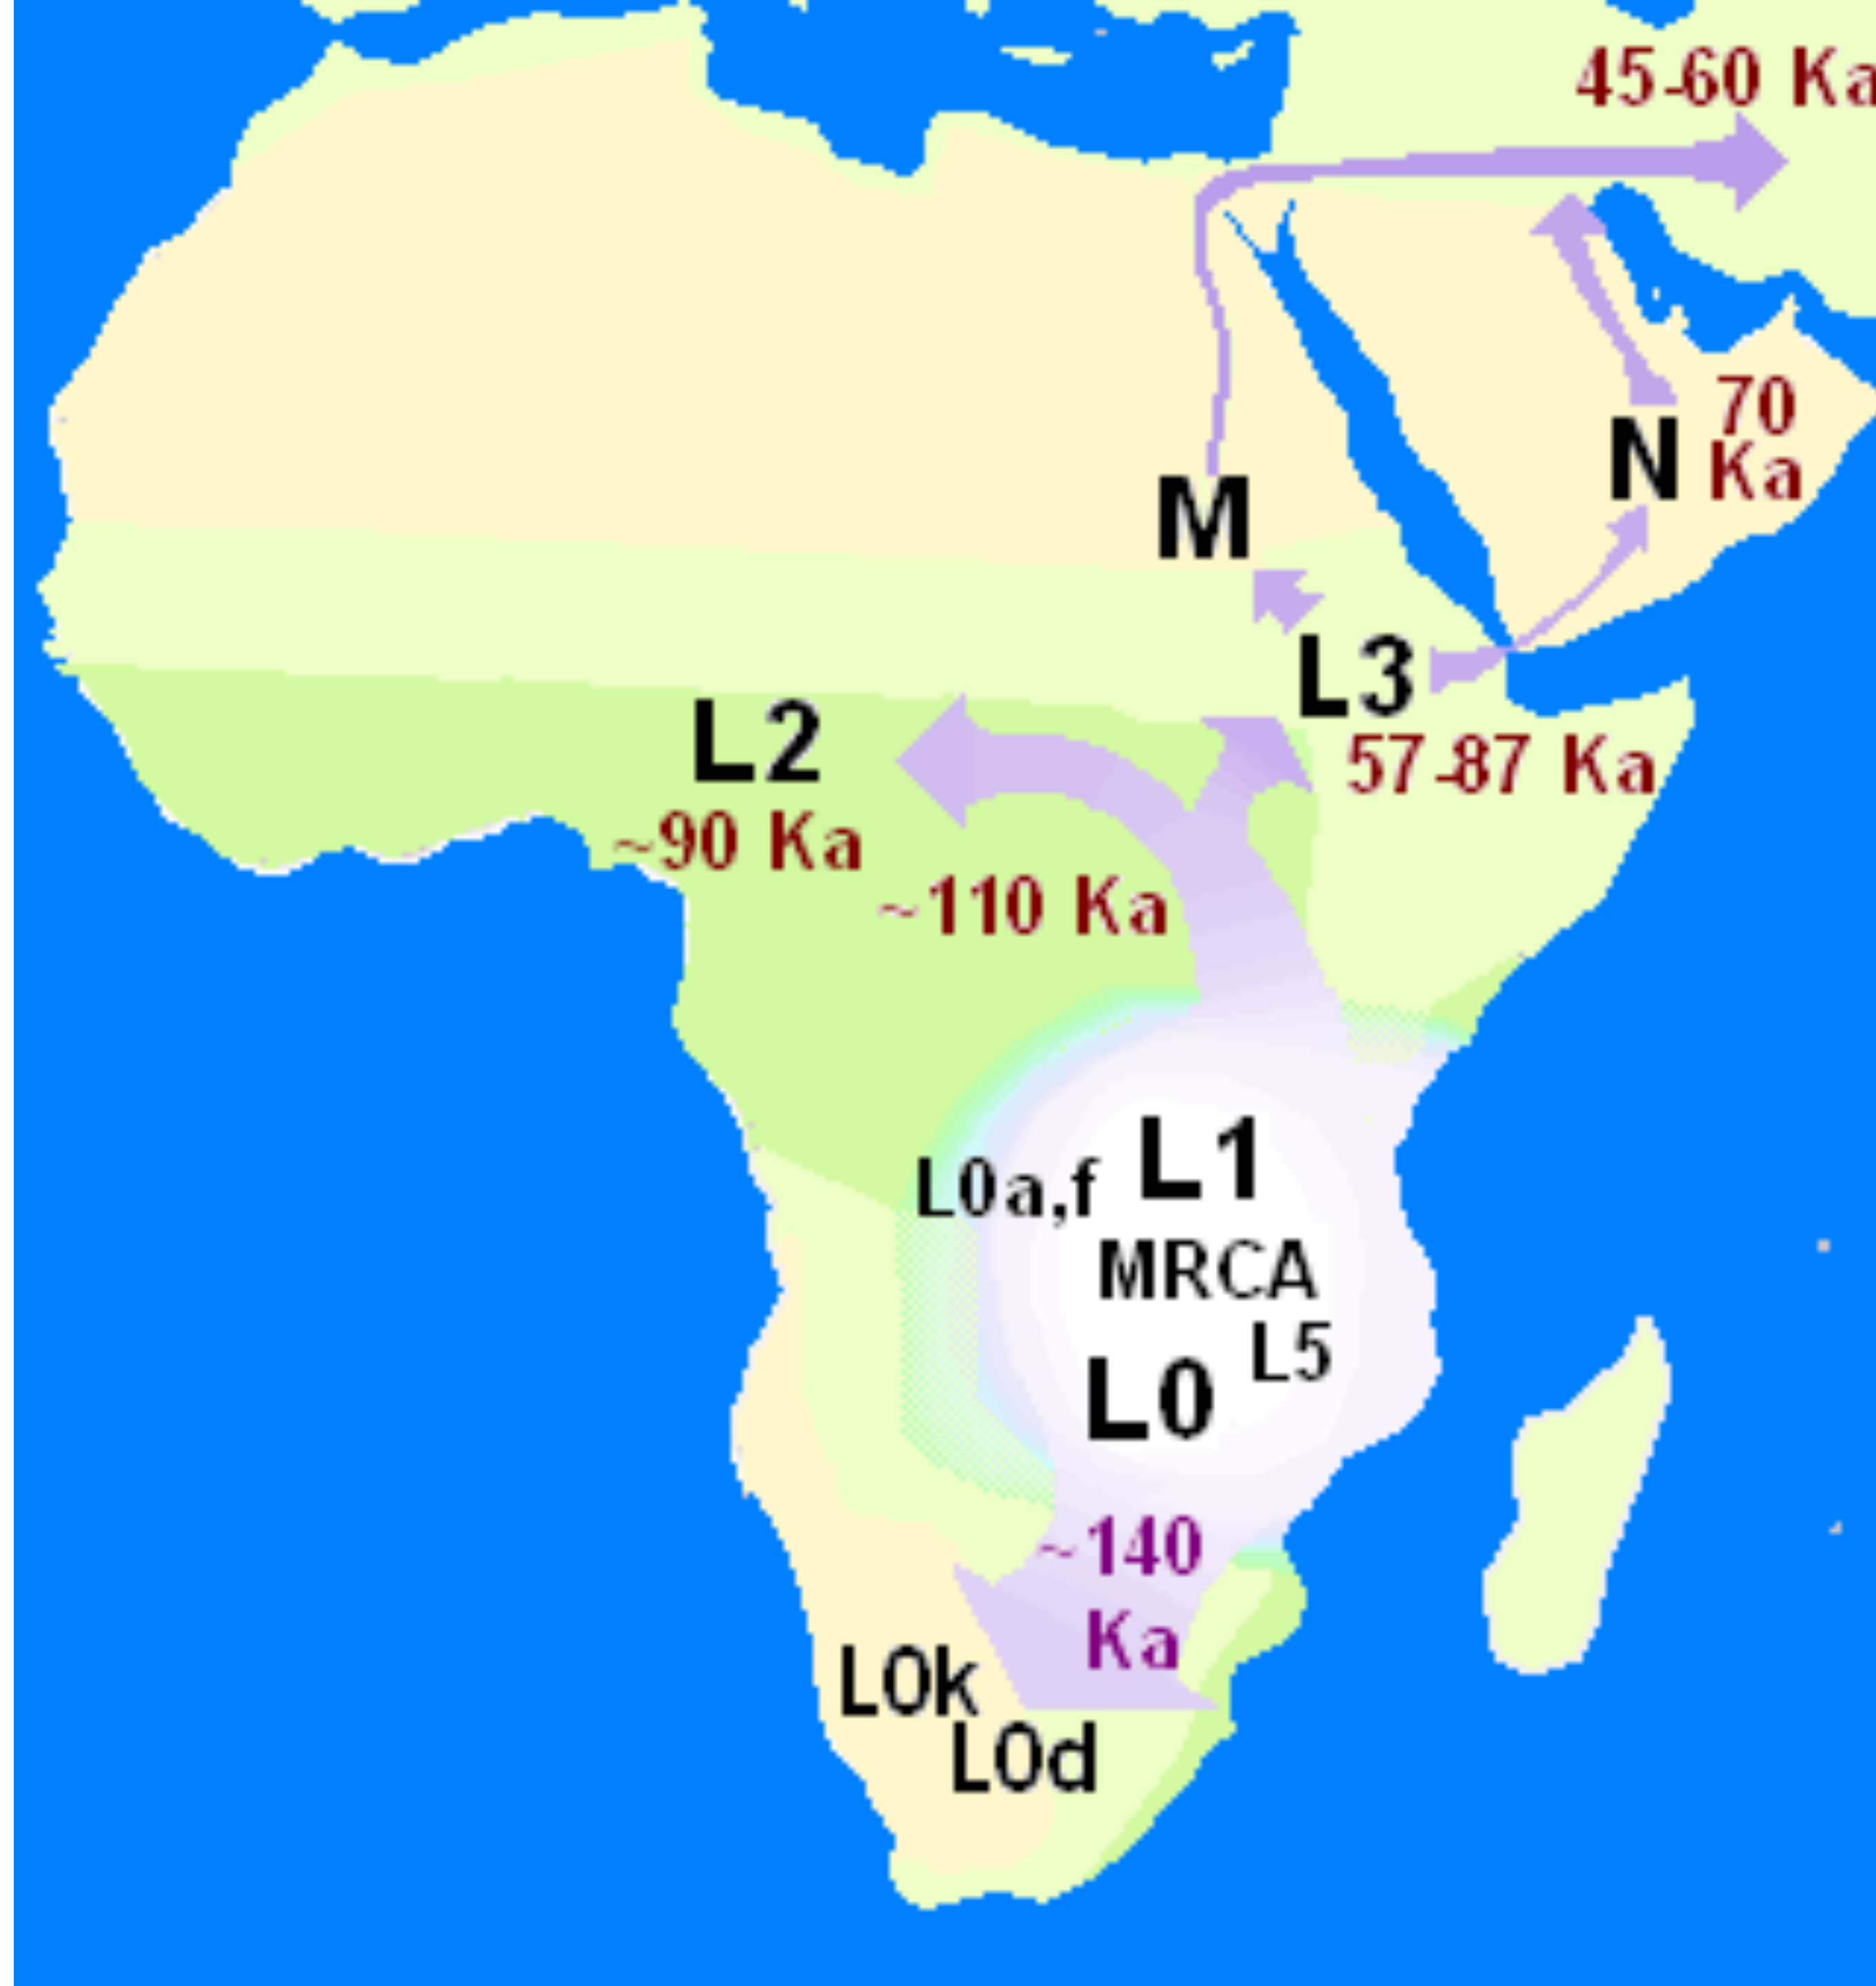 45-60 Ka
70
Ka
N
M
L3
57-87 Ka
L2
~90 Ka
~110 Ka
L1
L0a,f
MRCA
L5
L0
~140
Ka
L0k
L0d